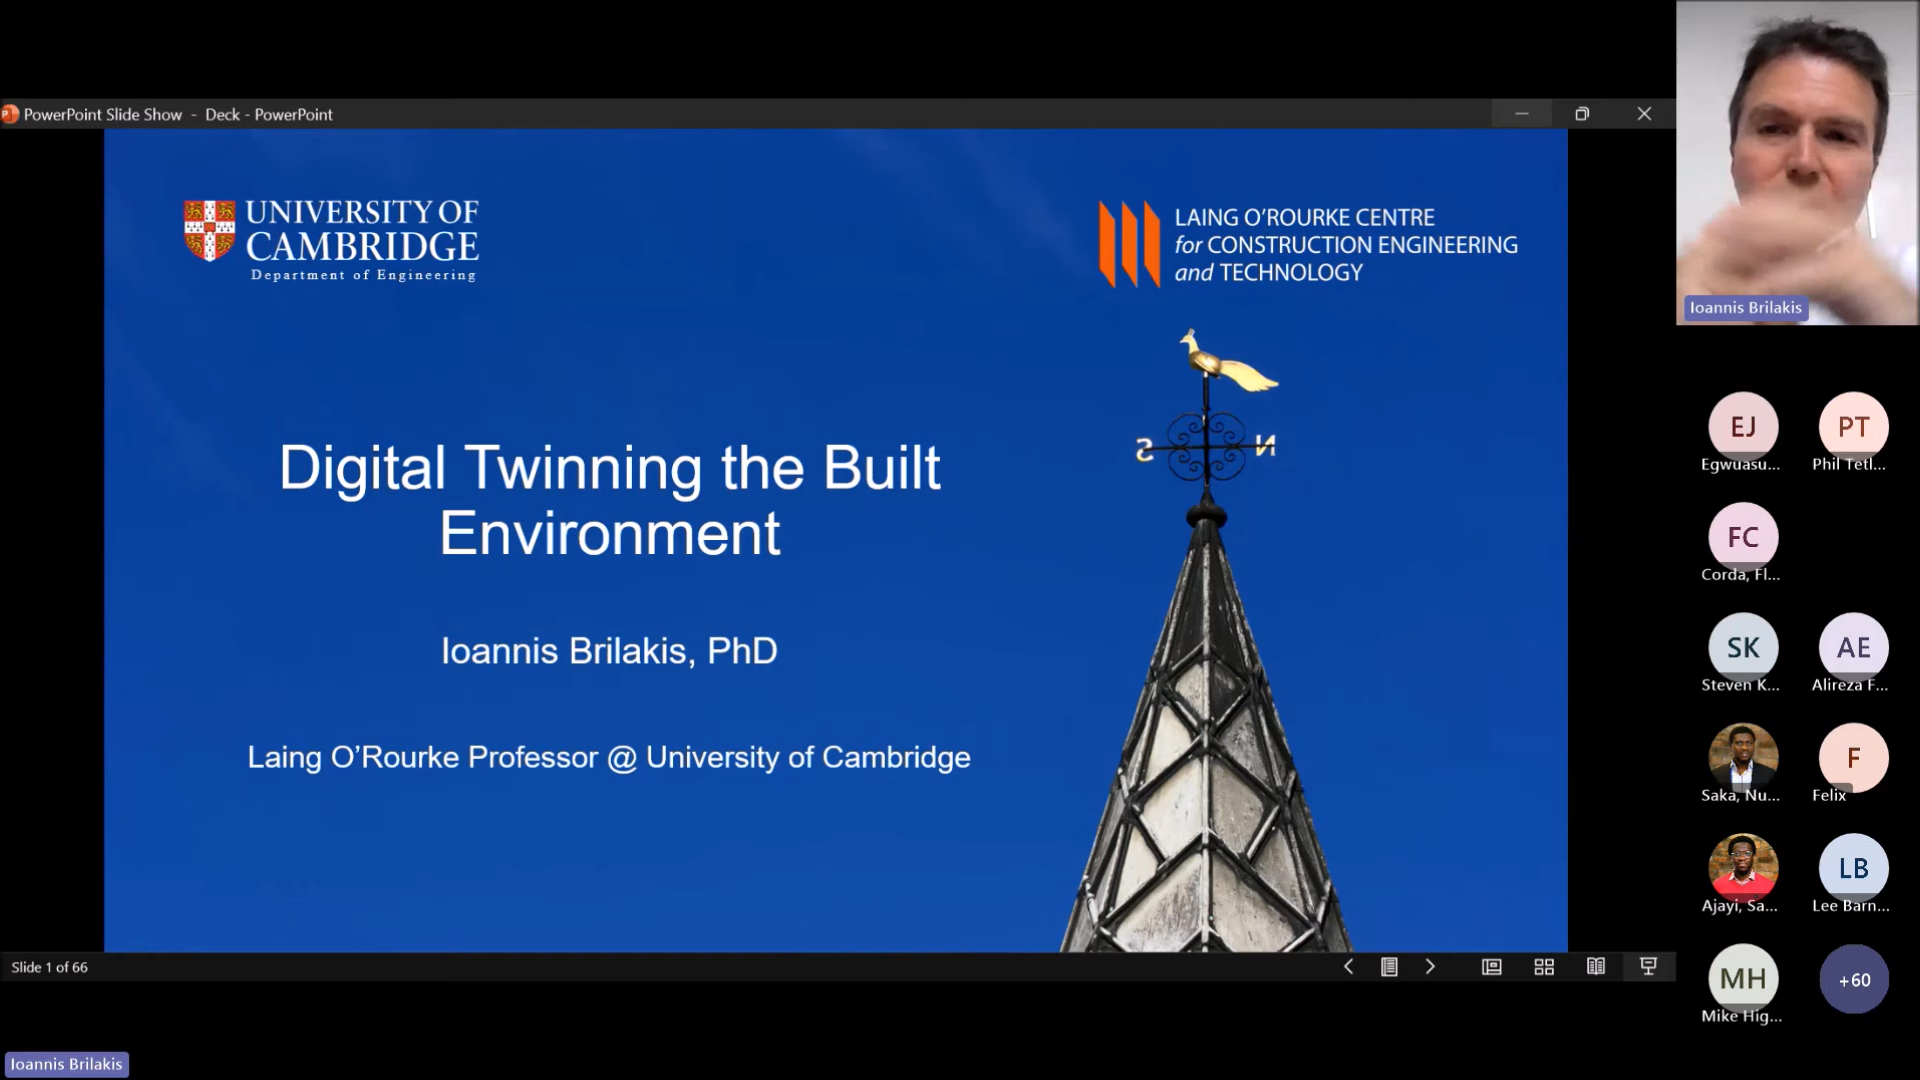 PowerPoint Slide Show - Deck - PowerPoint
UNIVERSITY OF
CAMBRIDGE
Department of Engineering
LAING O'ROURKE CENTRE
for CONSTRUCTION ENGINEERING
and TECHNOLOGY
S N
Digital Twinning the Built
Environment
Ioannis Brilakis, PhD
Laing O'Rourke Professor @ University of Cambridge
Slide 1 of 66
Ioannis Brilakis
Ioannis Brilakis
EJ
Egwuasu...
PT
Phil Tetl...
FC
Corda, Fl...
SK
Steven K...
AE
Alireza F...
Saka, Nu...
F
Felix
Ajayi, Sa...
LB
Lee Barn...
MH
Mike Hig...
+60